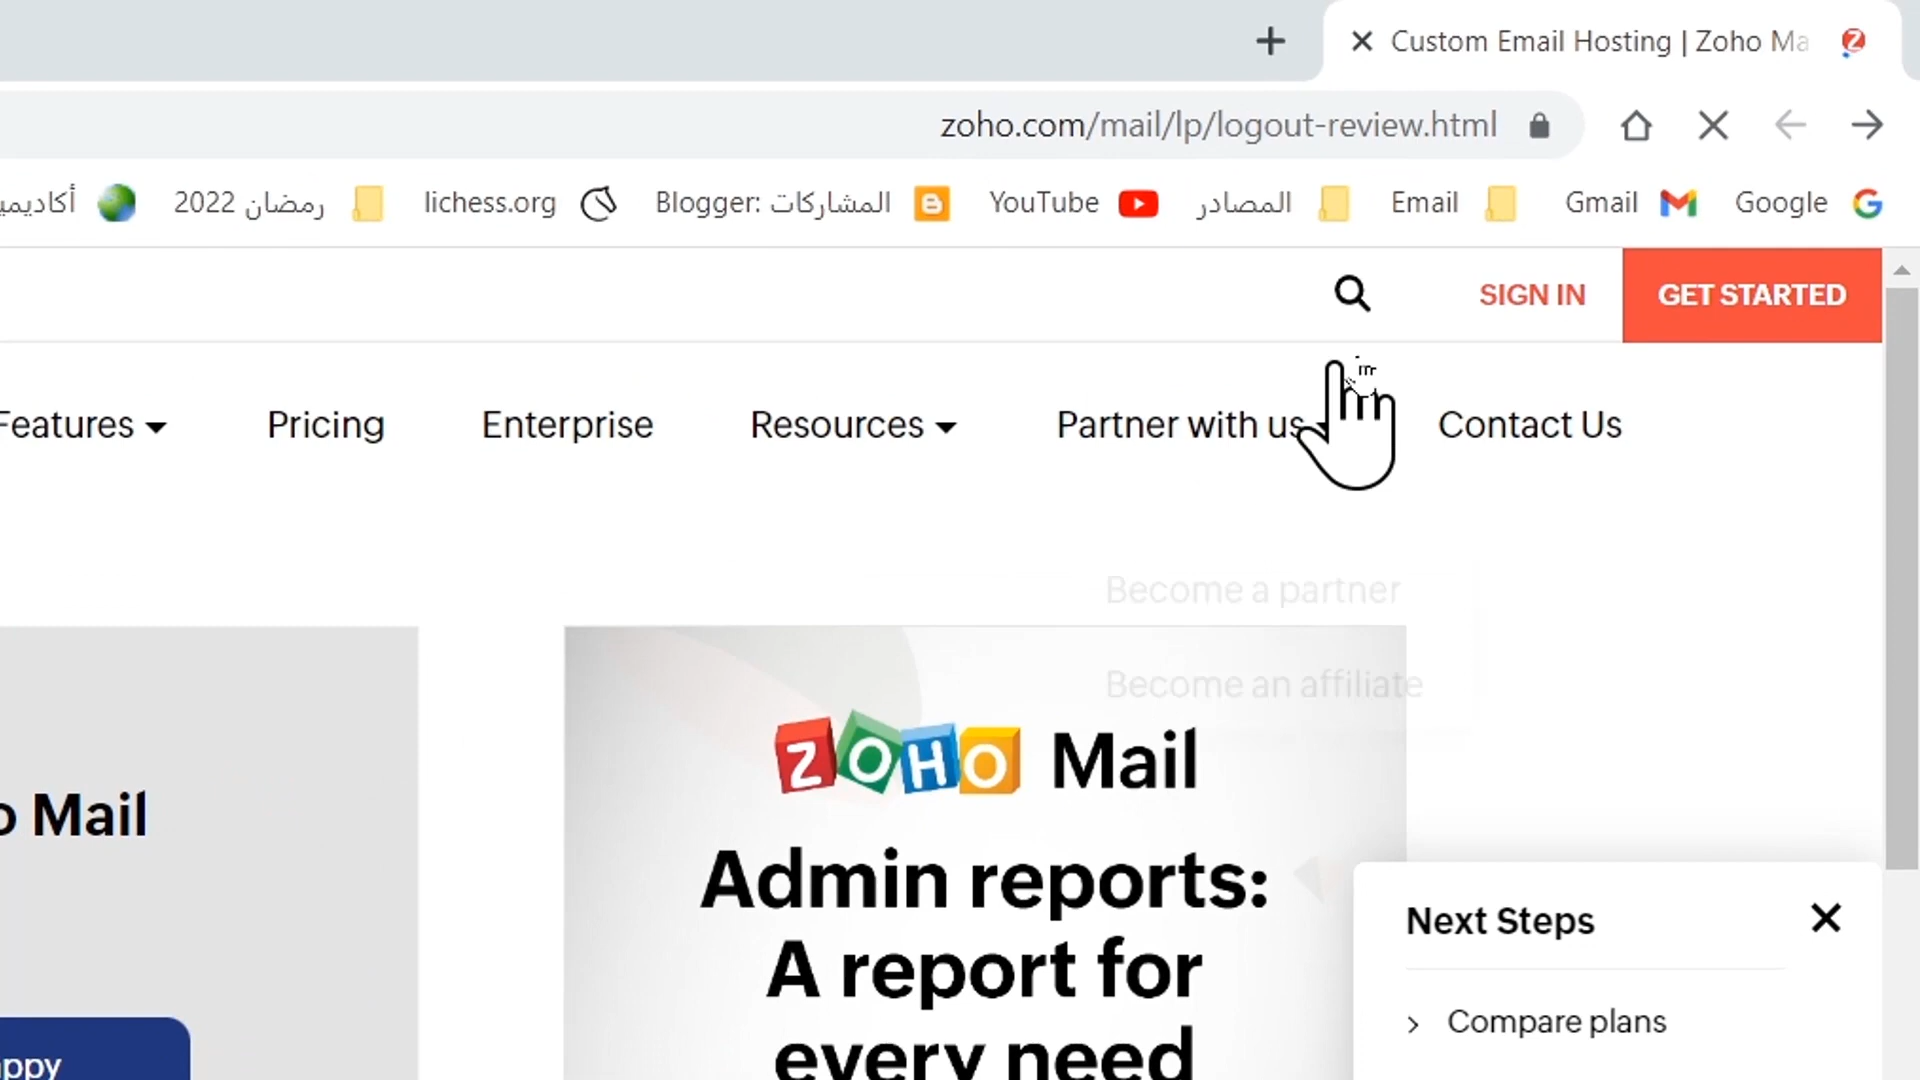 Custom Email Hosting | Zoho Ma
zoho.com/mail/lp/logout-review.html
رمضان 2022 lichess.org Blogger: المشاركات YouTube المصادر Email Gmail Google
SIGN IN GET STARTED
Features Pricing Enterprise Resources Partner with us Contact Us
Become a partner
Become an affiliate
ZOHO Mail
Mail
Admin reports:
A report for
every need
Next Steps
Compare plans